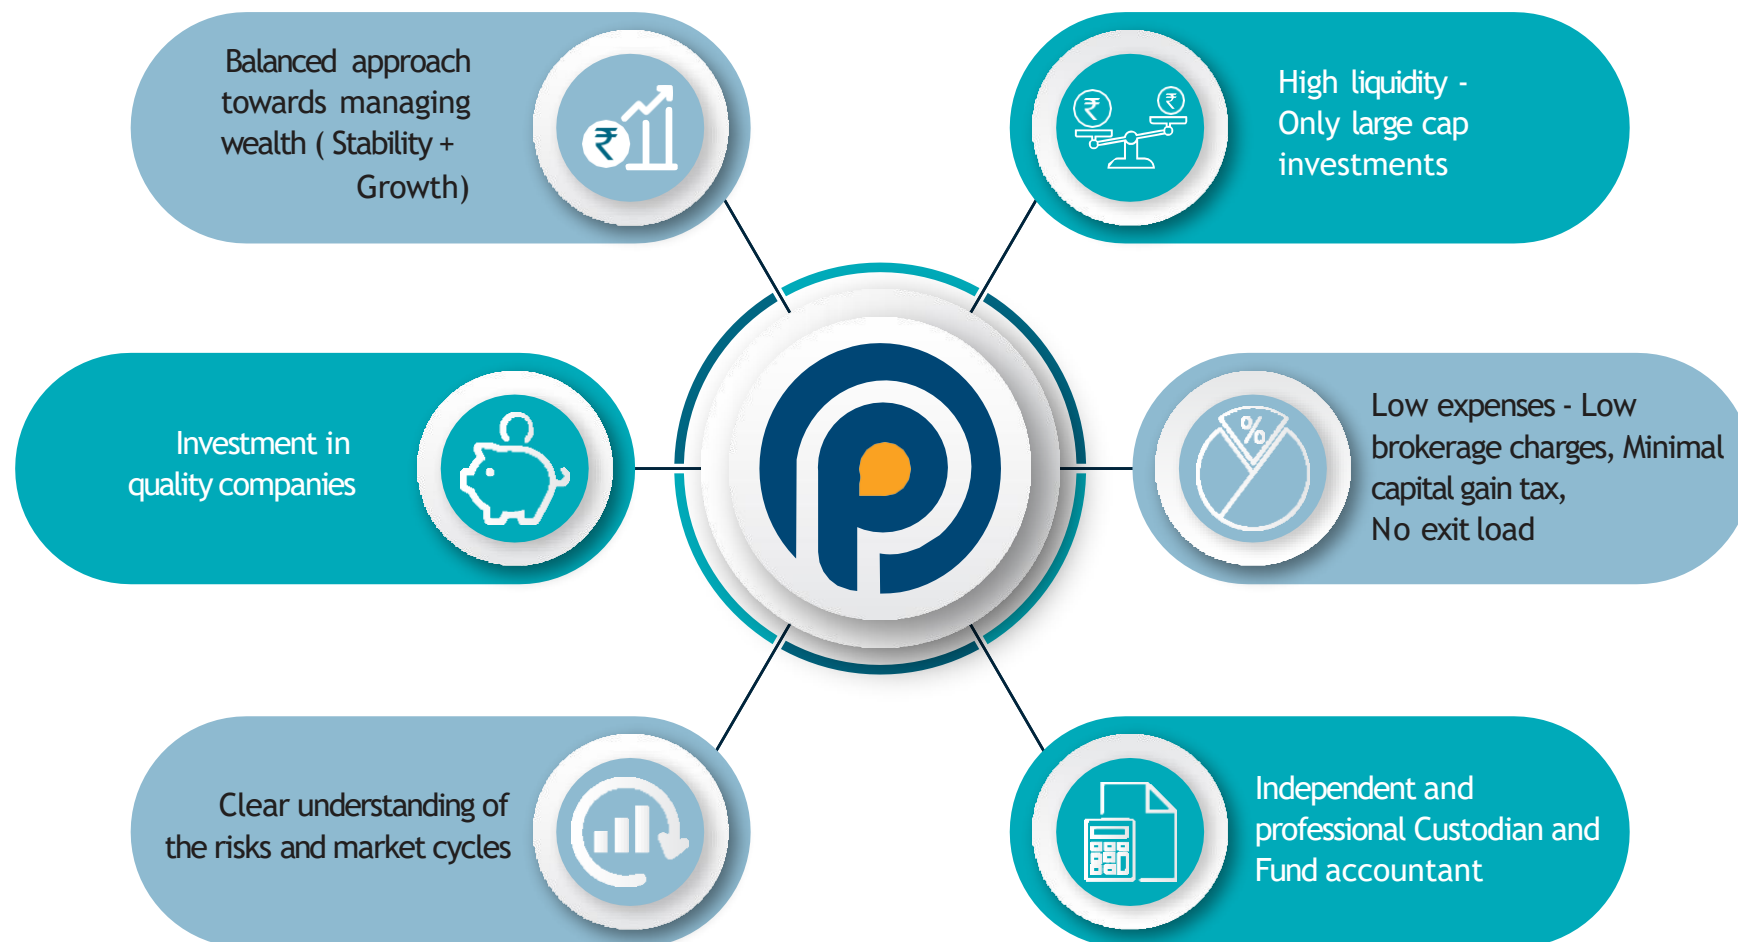 Balanced approach
towards managing
wealth ( Stability +
Growth)
₹
High liquidity -
Only large cap
investments
₹
₹
Investment in
quality companies
Low expenses - Low
brokerage charges, Minimal
capital gain tax,
No exit load
%
Clear understanding of
the risks and market cycles
Independent and
professional Custodian and
Fund accountant